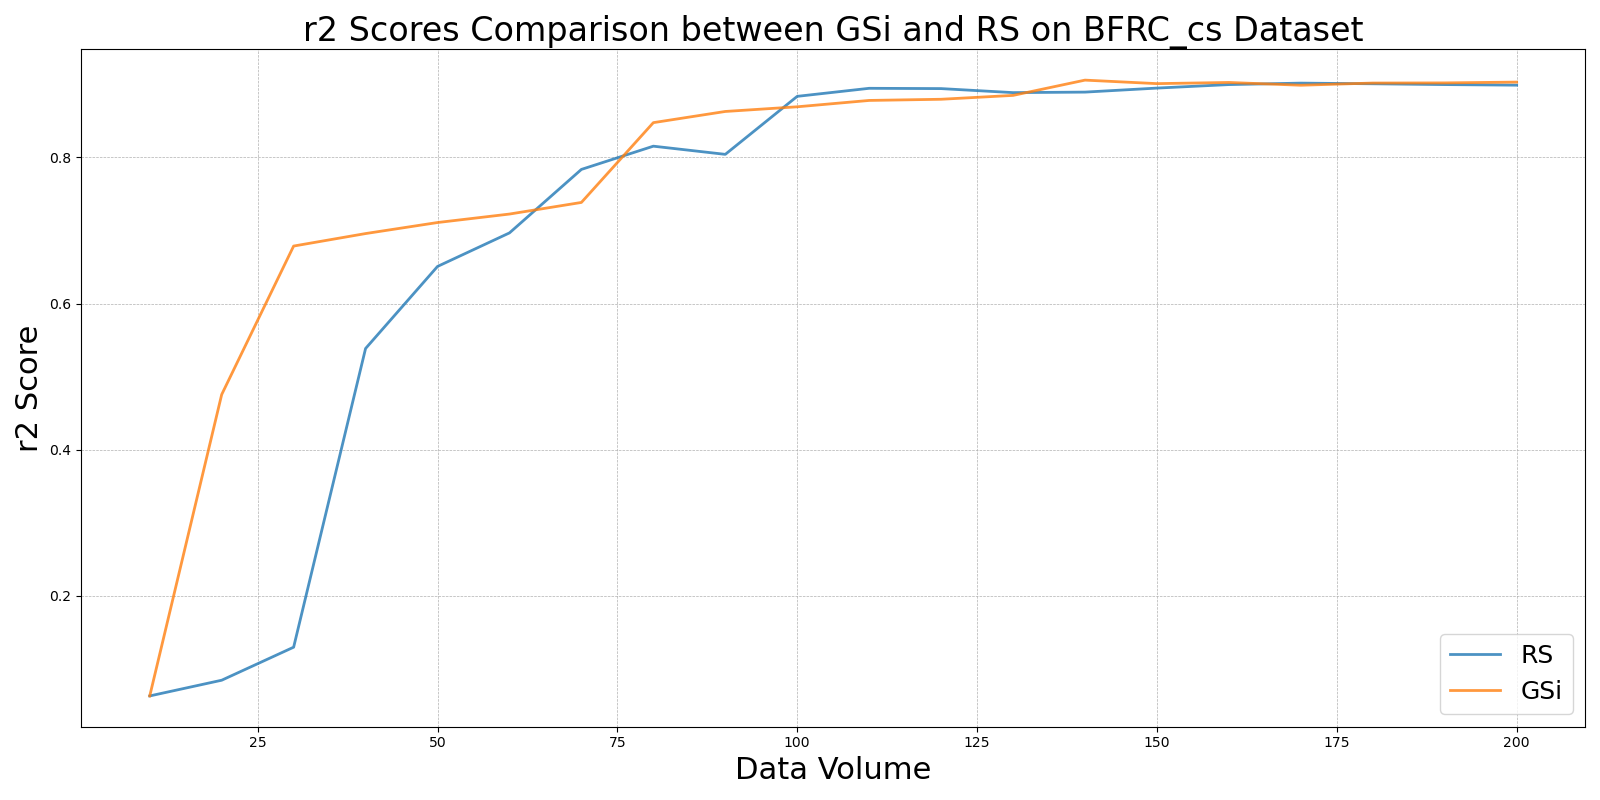 r2 Scores Comparison between GSi and RS on BFRC_cs Dataset
r2 Score
0.8
0.6
0.4
0.2
25 50 75 100 125 150 175 200
Data Volume
RS
GSi